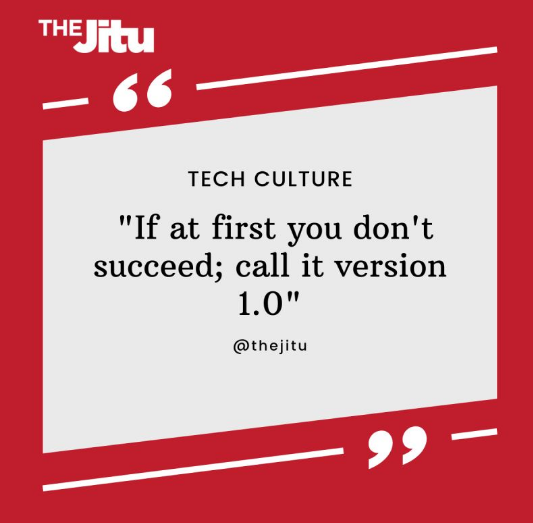 THE Jitu
TECH CULTURE
"If at first you don't
succeed; call it version
1.0"
@thejitu